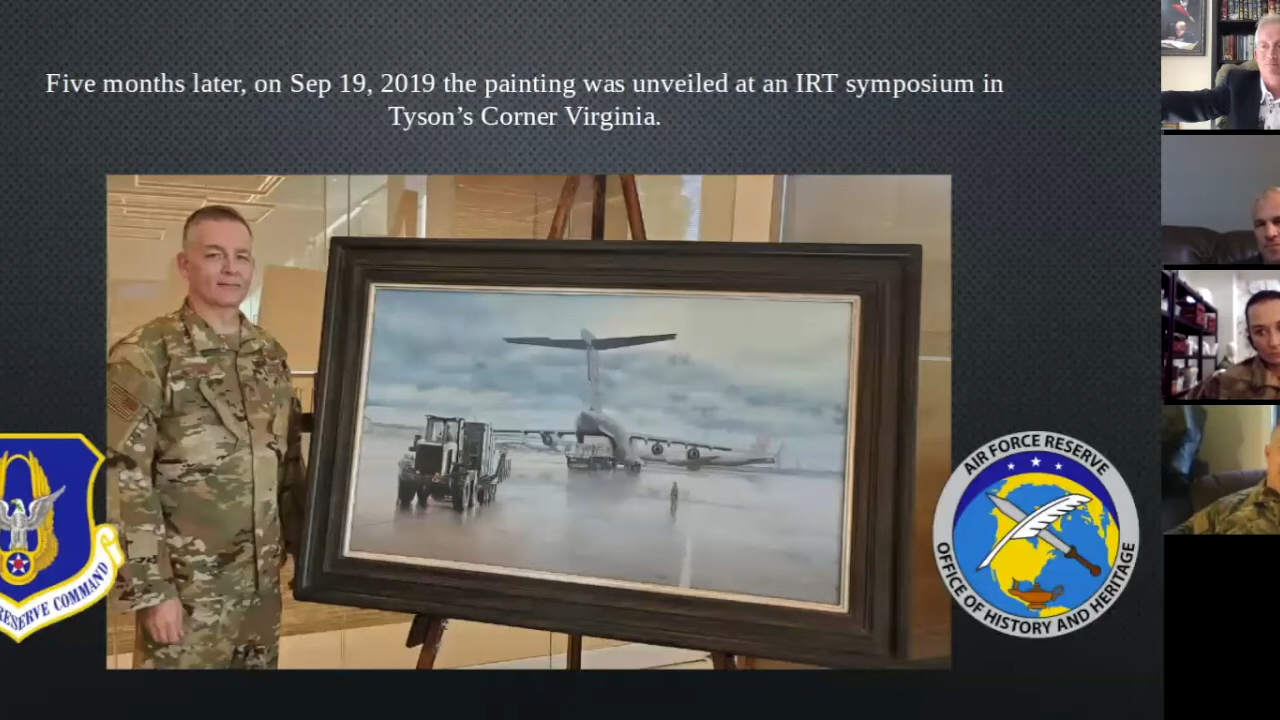 Five months later, on Sep 19, 2019 the painting was unveiled at an IRT symposium in
Tyson’s Corner Virginia.
RESERVE COMMAND
AIR FORCE RESERVE
OFFICE OF HISTORY AND HERITAGE